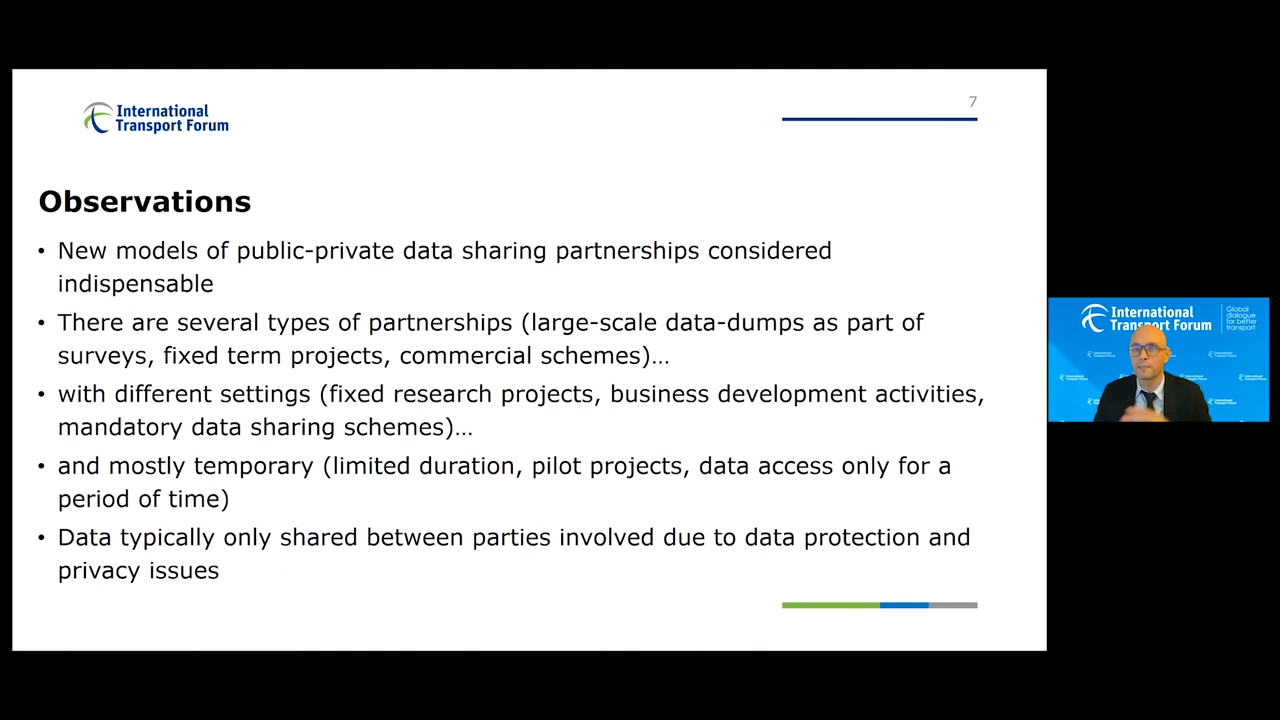 International
Transport Forum
7
Observations
• New models of public-private data sharing partnerships considered
indispensable
• There are several types of partnerships (large-scale data-dumps as part of
surveys, fixed term projects, commercial schemes)…
• with different settings (fixed research projects, business development activities,
mandatory data sharing schemes)…
• and mostly temporary (limited duration, pilot projects, data access only for a
period of time)
• Data typically only shared between parties involved due to data protection and
privacy issues
International
Transport Forum
Global
dialogue
for better
transport